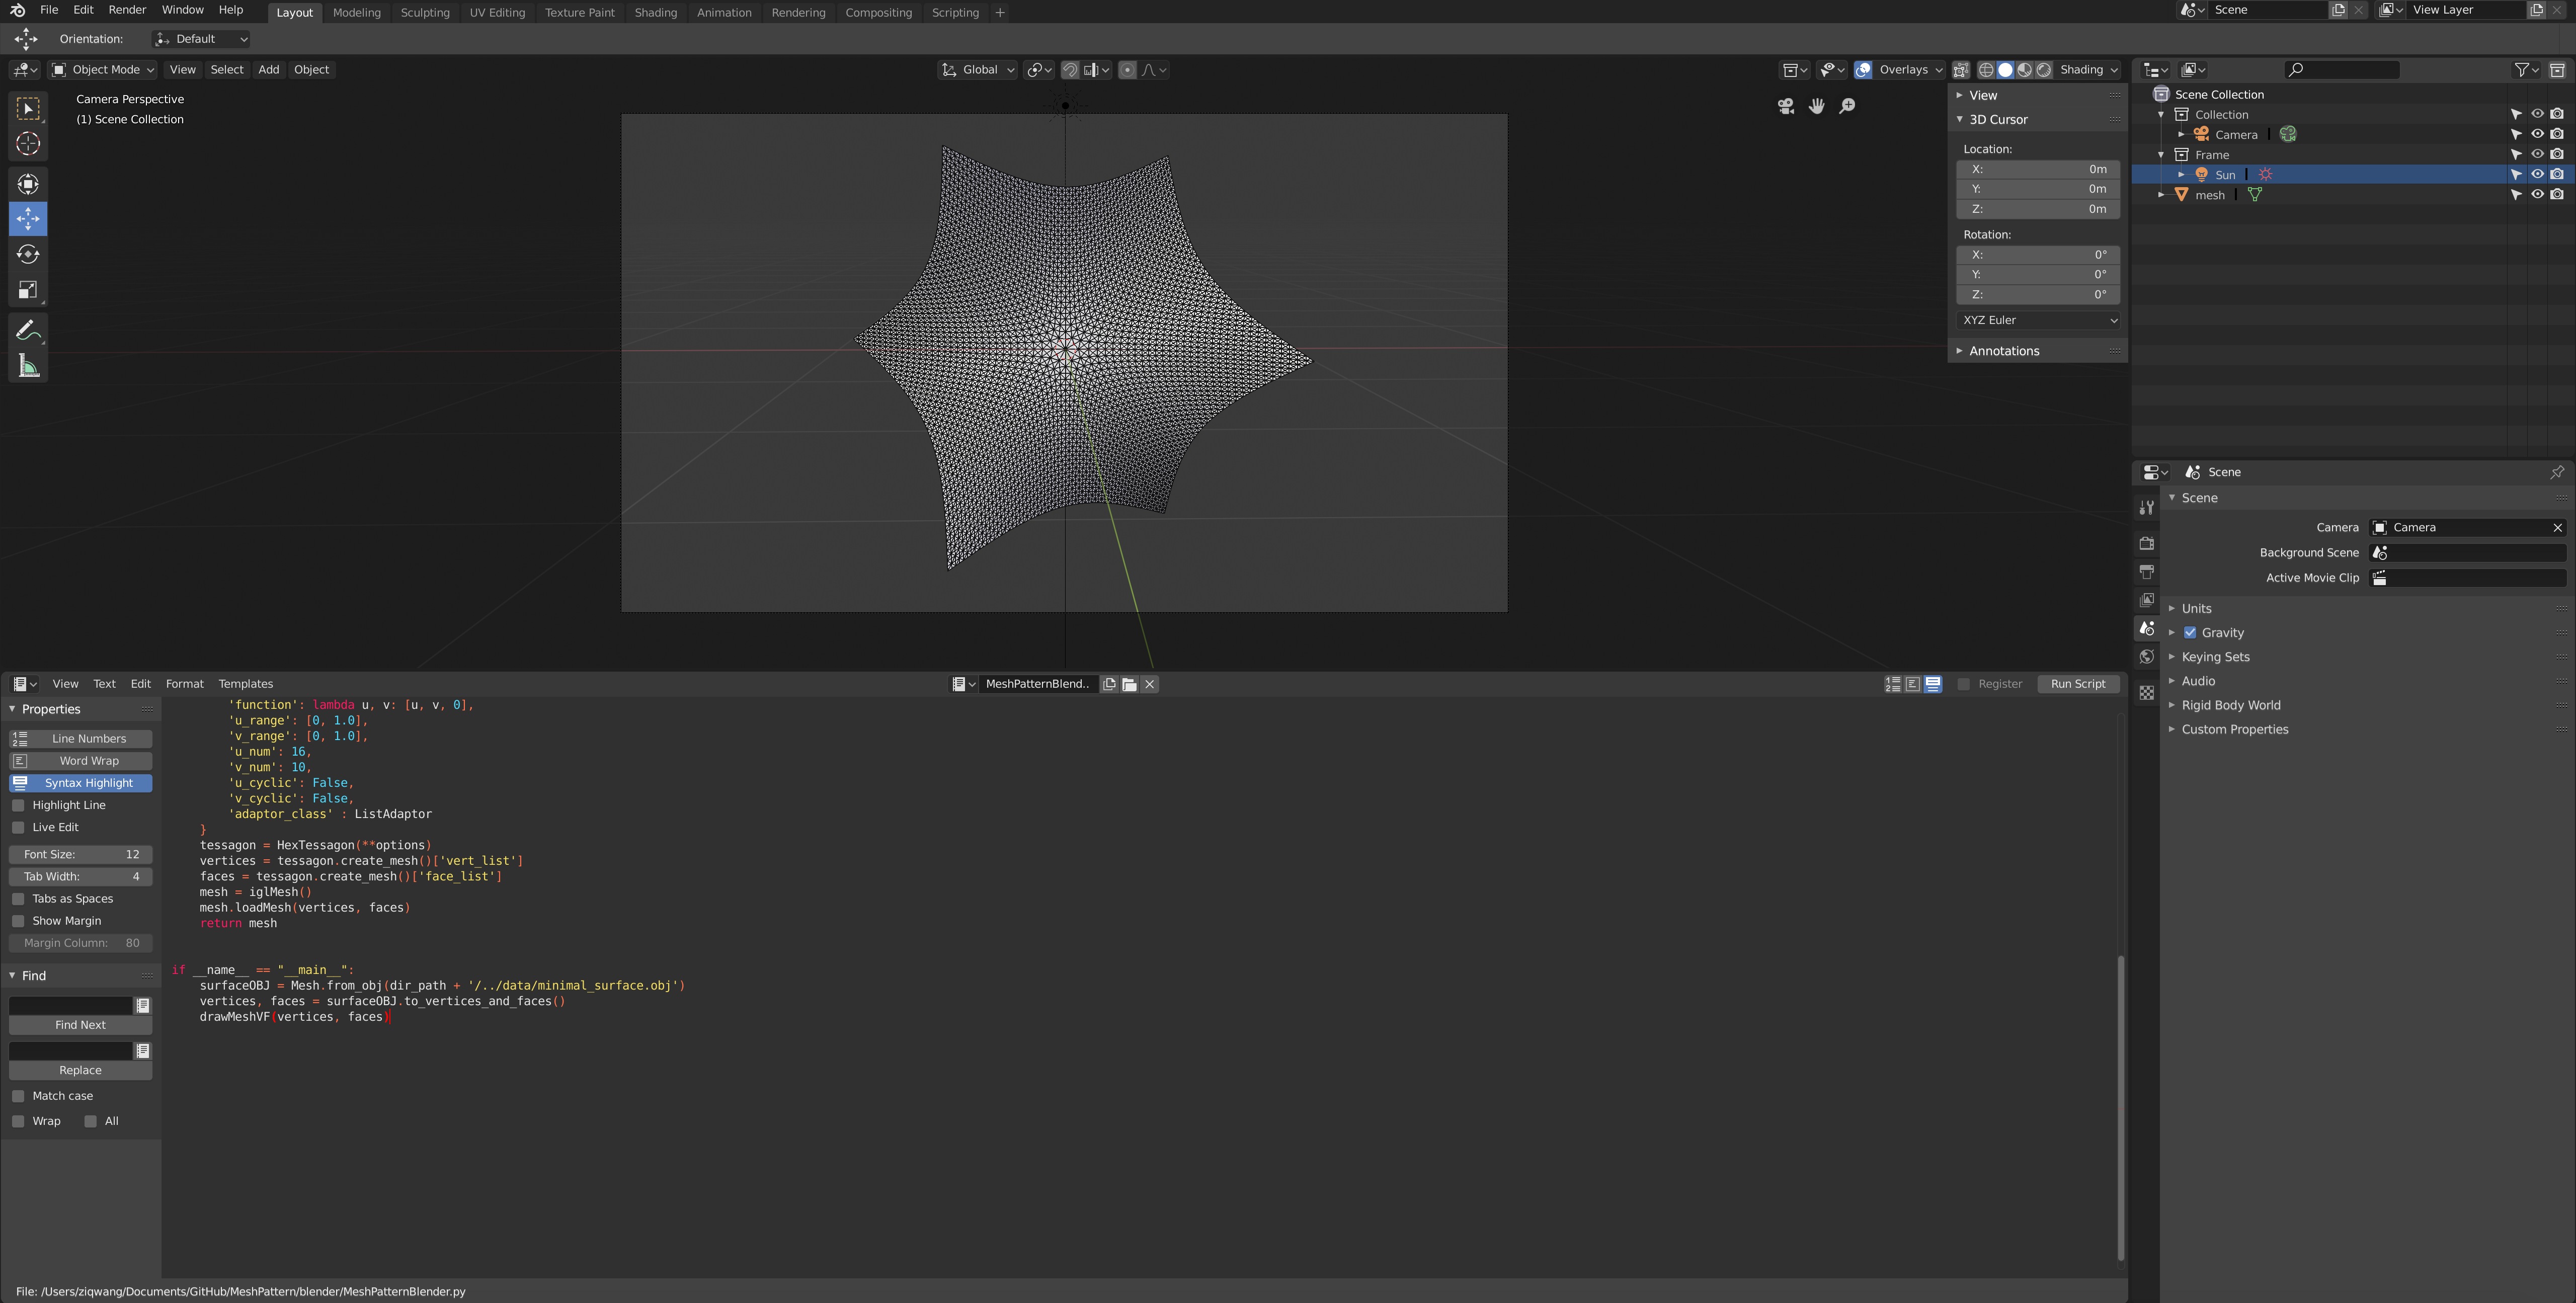 File Edit Render Window Help Layout Modeling Sculpting UV Editing Texture Paint Shading Animation Rendering Compositing Scripting + Scene View Layer
Orientation: Default
Object Mode View Select Add Object Global Overlays Shading
Camera Perspective
(1) Scene Collection
View
3D Cursor
Location:
X: 0m
Y: 0m
Z: 0m
Rotation:
X: 0°
Y: 0°
Z: 0°
XYZ Euler
Annotations
Scene Collection
Collection
Camera
Frame
Sun
mesh
Scene
Scene
Camera Camera
Background Scene
Active Movie Clip
Units
Gravity
Keying Sets
Audio
Rigid Body World
Custom Properties
View Text Edit Format Templates MeshPatternBlend.. Register Run Script
Properties
Line Numbers
Word Wrap
Syntax Highlight
Highlight Line
Live Edit
Font Size: 12
Tab Width: 4
Tabs as Spaces
Show Margin
Margin Column: 80
Find
Find Next
Replace
Match case
Wrap All
'function': lambda u, v: [u, v, 0],
'u_range': [0, 1.0],
'v_range': [0, 1.0],
'u_num': 16,
'v_num': 10,
'u_cyclic': False,
'v_cyclic': False,
'adaptor_class' : ListAdaptor
}
tessagon = HexTessagon(**options)
vertices = tessagon.create_mesh()['vert_list']
faces = tessagon.create_mesh()['face_list']
mesh = iglMesh()
mesh.loadMesh(vertices, faces)
return mesh
if __name__ == "__main__":
surfaceOBJ = Mesh.from_obj(dir_path + '/../data/minimal_surface.obj')
vertices, faces = surfaceOBJ.to_vertices_and_faces()
drawMeshVF(vertices, faces)
File: /Users/ziqwang/Documents/GitHub/MeshPattern/blender/MeshPatternBlender.py